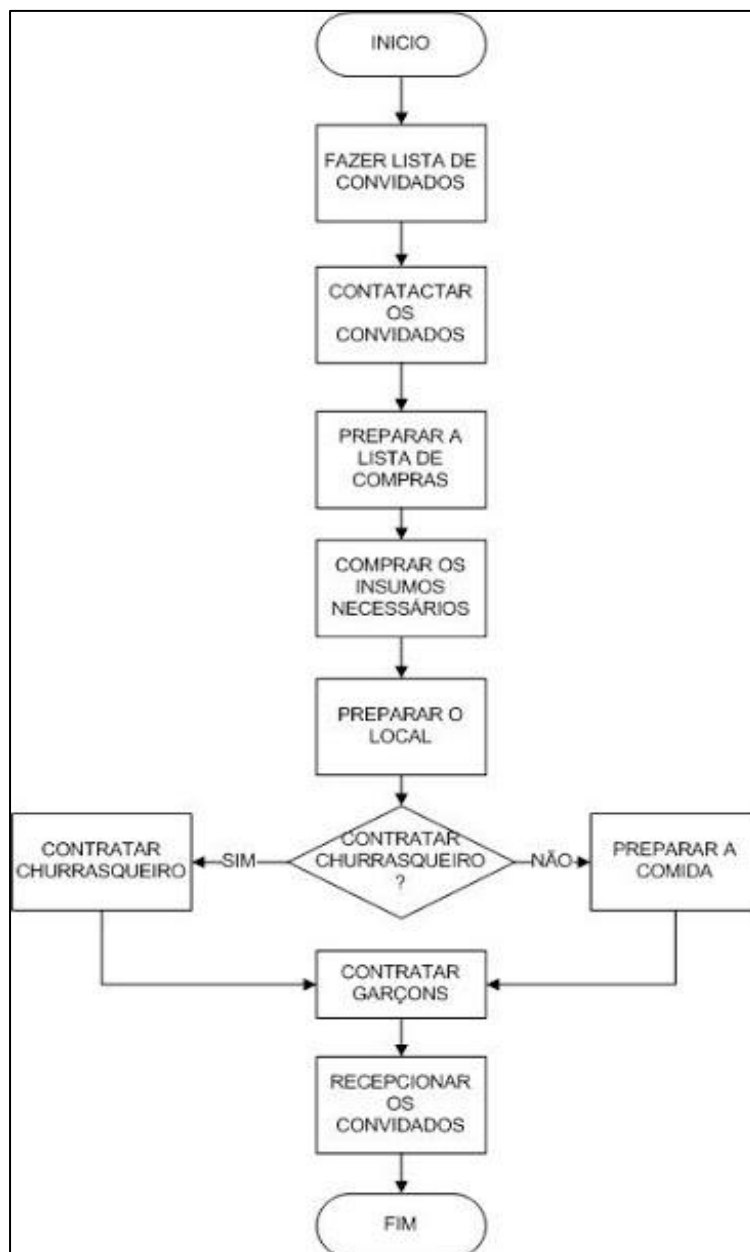 INICIO
FAZER LISTA DE
CONVIDADOS
CONTATACTAR
OS
CONVIDADOS
PREPARAR A
LISTA DE
COMPRAS
COMPRAR OS
INSUMOS
NECESSÁRIOS
PREPARAR O
LOCAL
CONTRATAR
CHURRASQUEIRO
?
SIM
CONTRATAR
CHURRASQUEIRO
NÃO
PREPARAR A
COMIDA
CONTRATAR
GARÇONS
RECEPCIONAR
OS
CONVIDADOS
FIM